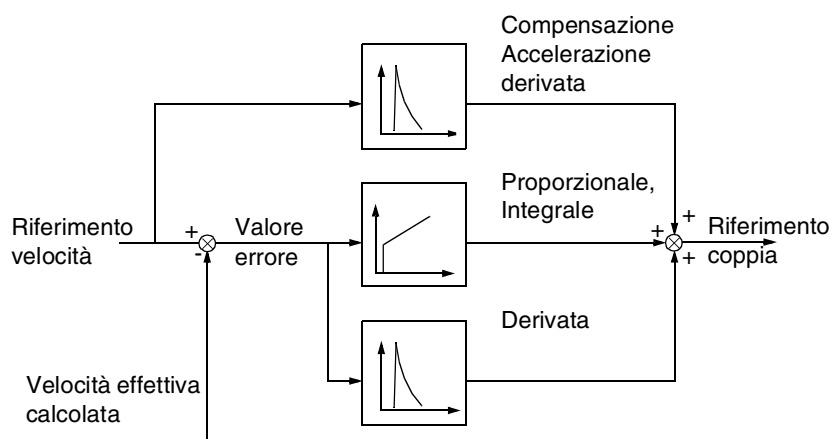 Compensazione
Accelerazione
derivata
Proporzionale,
Integrale
Riferimento
velocità
+
-
Valore
errore
+
+
+
Riferimento
coppia
Derivata
Velocità effettiva
calcolata